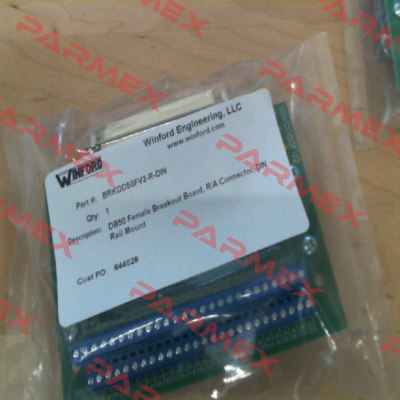 WINFORD
Winford Engineering, LLC
www.winford.com
Part #: BRKDD50FV2-R-DIN
Qty: 1
Description: DB50 Female Breakout Board, R/A Connector, DIN
Rail Mount
Cust PO: 644028
PARMEX
PARMEX
PARMEX
PARMEX
PARMEX
PARMEX